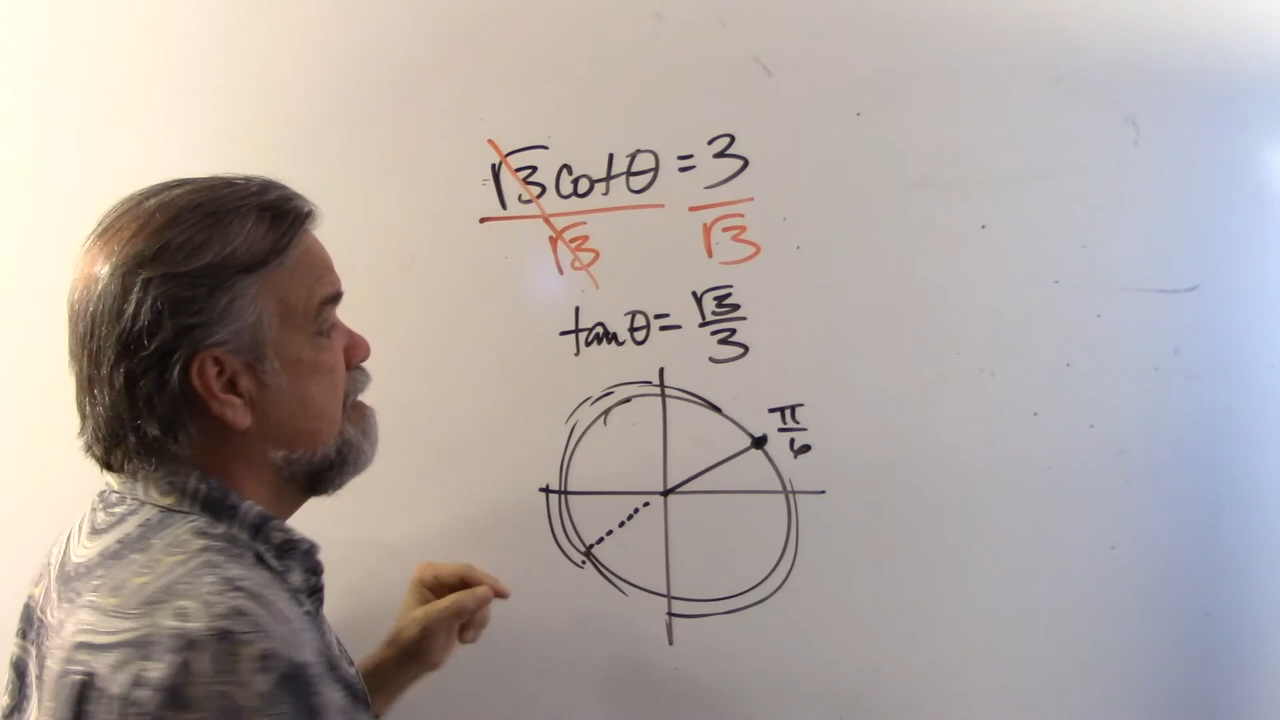 √3 cot θ = 3
√3 √3
tan θ = √3/3
π/6